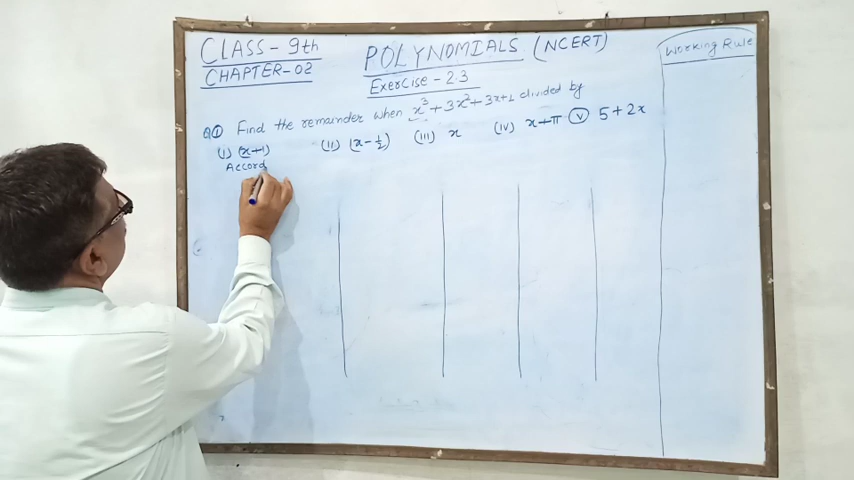 CLASS - 9th
CHAPTER-02
POLYNOMIALS (NCERT)
Exercise - 2.3
Working Rule
Q① Find the remainder when x³ + 3x² + 3x+1 divided by
(I) (x+1) (II) (x-1/2) (III) x (IV) x+π (V) 5+2x
Accord